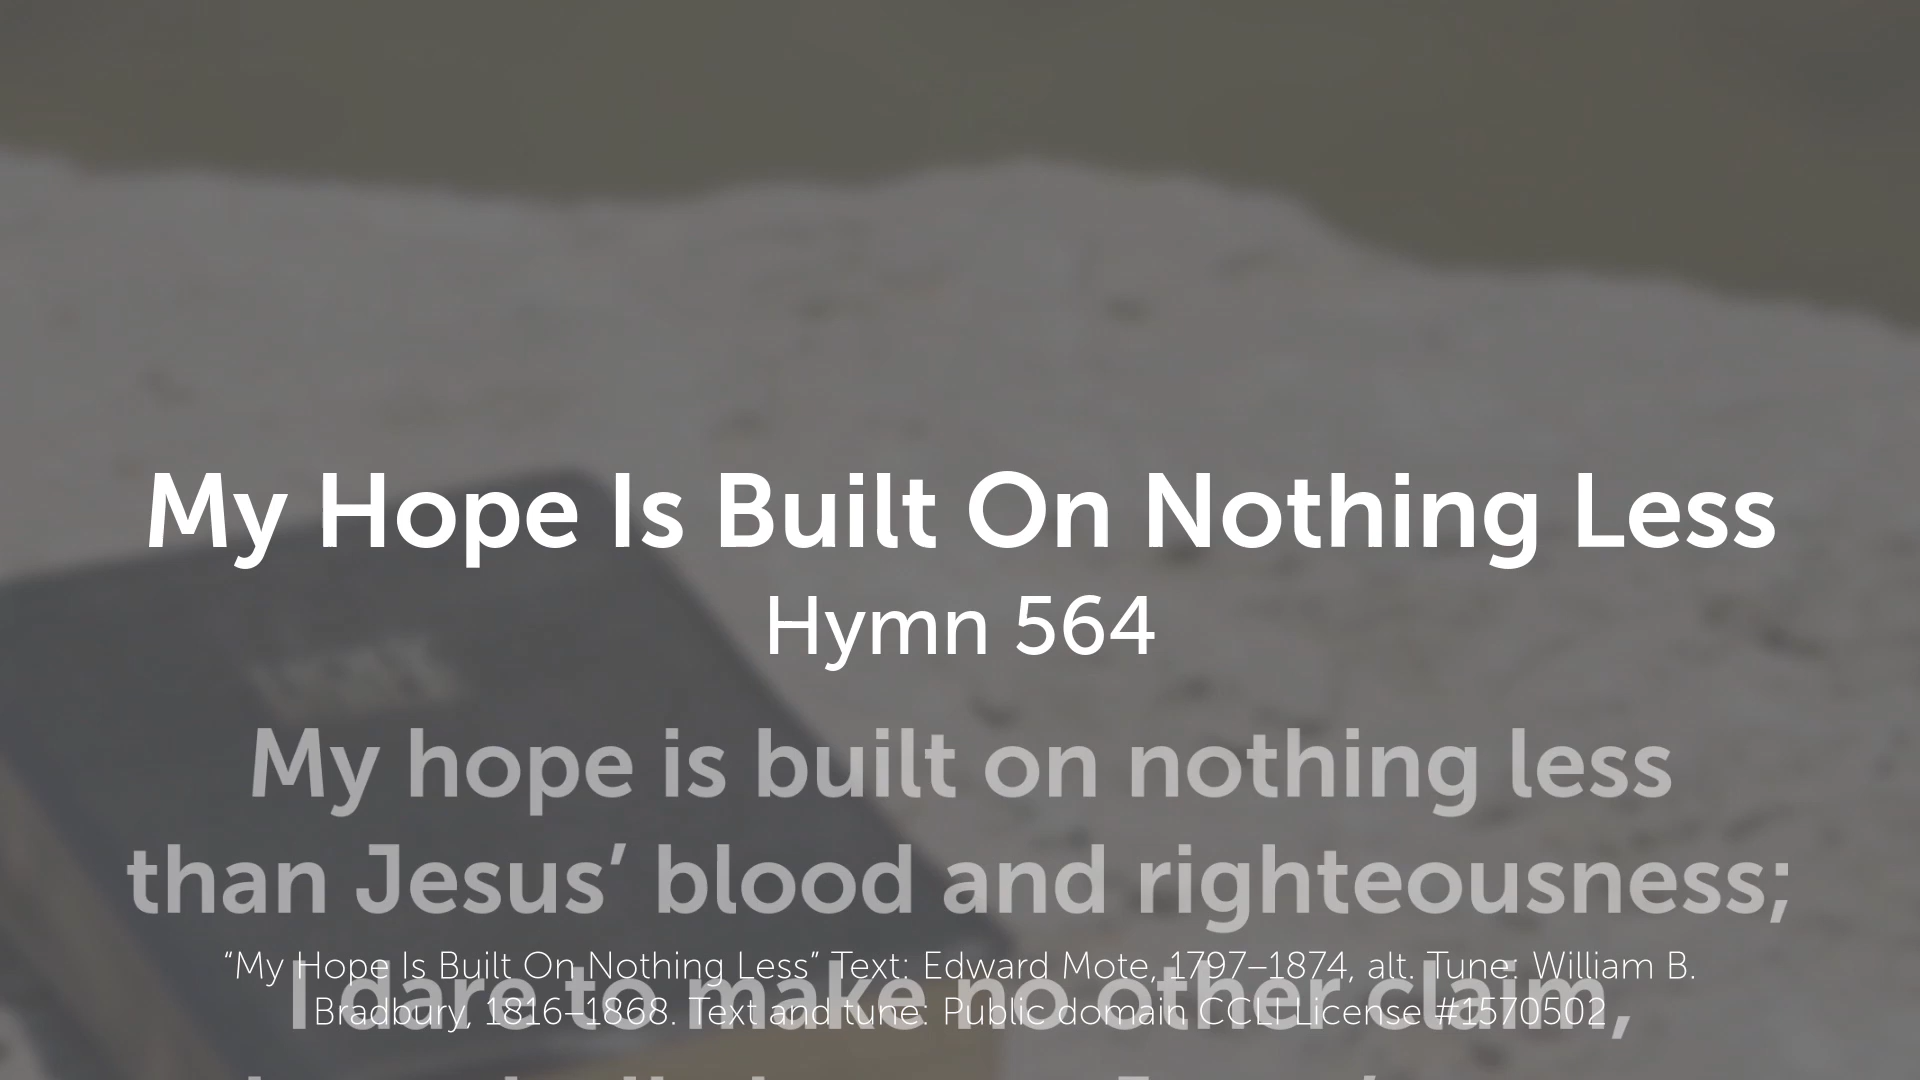 My Hope Is Built On Nothing Less
Hymn 564
My hope is built on nothing less
than Jesus’ blood and righteousness;
“My Hope Is Built On Nothing Less” Text: Edward Mote, 1797–1874, alt. Tune: William B.
I dare to make no other claim,
Bradbury, 1816–1868. Text and tune: Public domain CCLI License #1570502